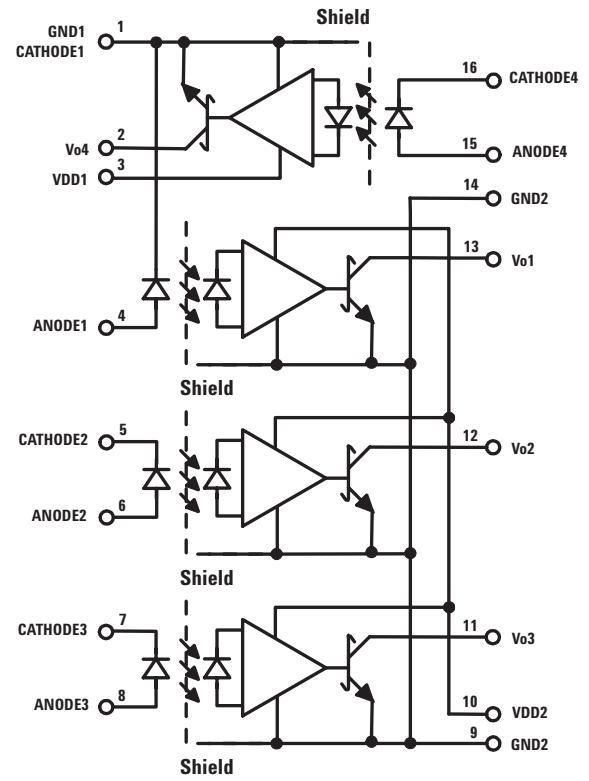 Shield
GND1 1
CATHODE1
16 CATHODE4
2
Vo4
3
VDD1
15 ANODE4
14 GND2
13 Vo1
4
ANODE1
Shield
5
CATHODE2
12 Vo2
6
ANODE2
Shield
7
CATHODE3
11 Vo3
8
ANODE3
10 VDD2
9 GND2
Shield